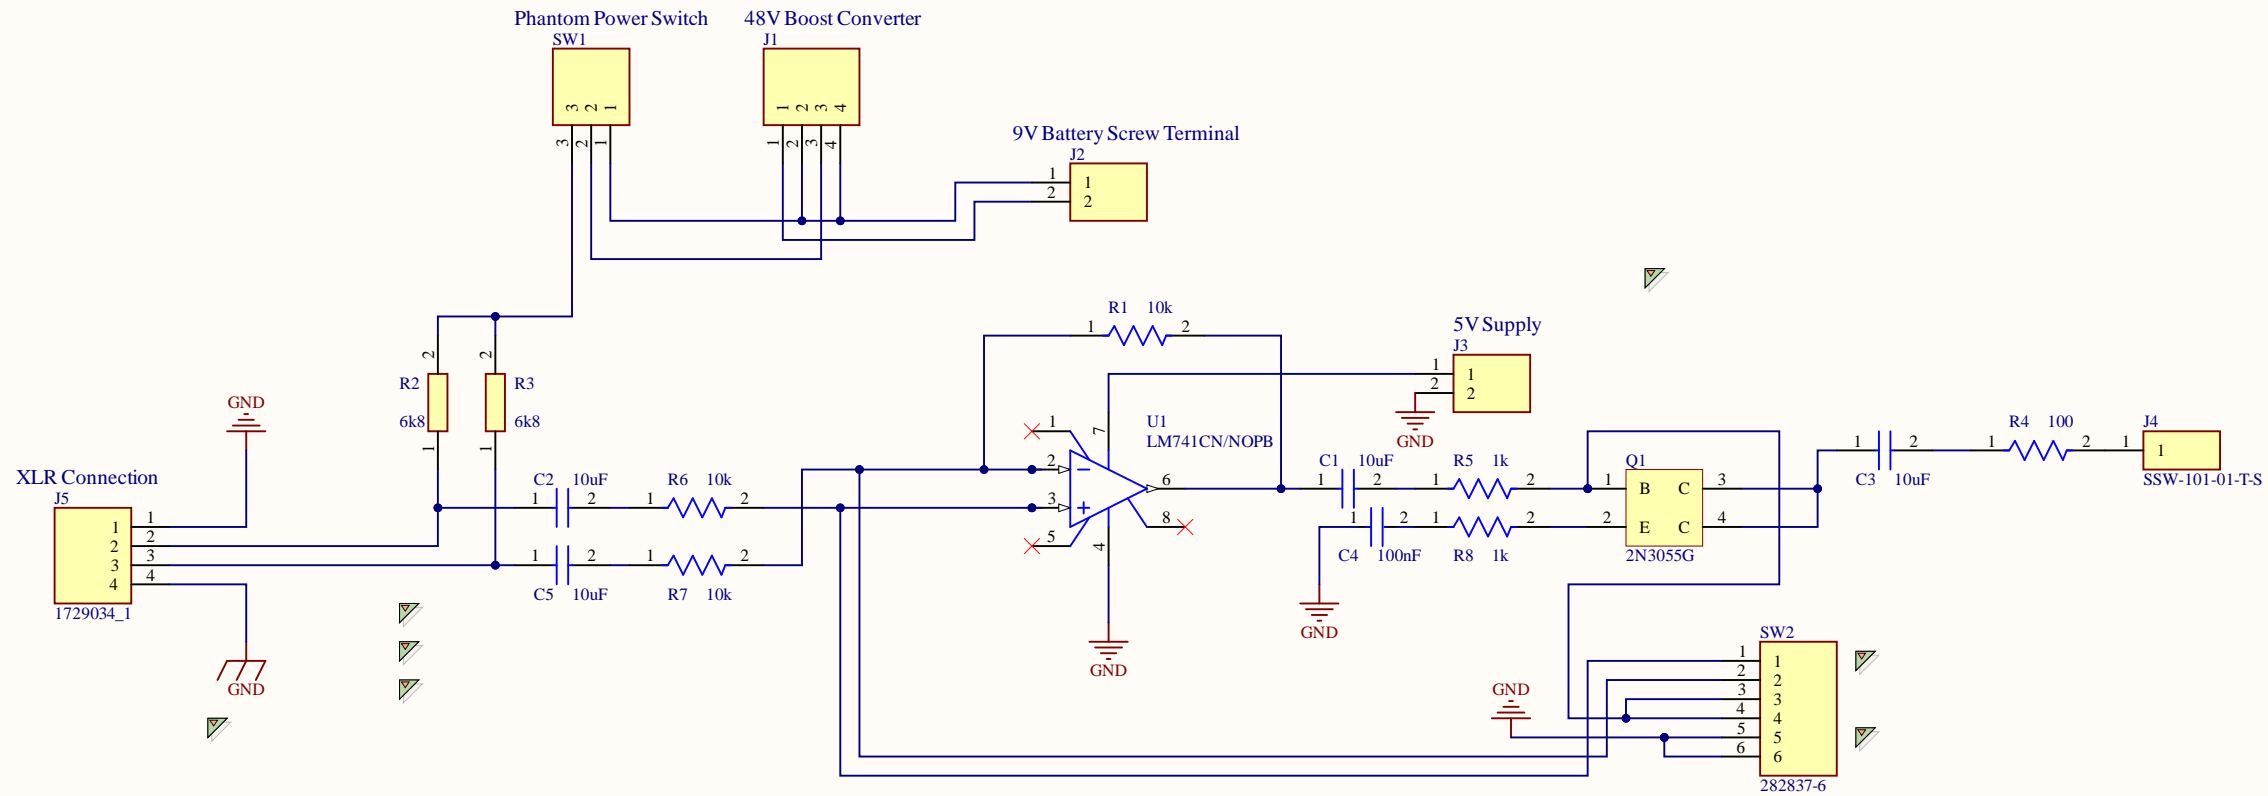 Phantom Power Switch
SW1
3 2 1
3 2 1
48V Boost Converter
J1
1 2 3 4
1 2 3 4
9V Battery Screw Terminal
J2
1 1
2 2
R2
6k8
2
1
R3
6k8
2
1
GND
XLR Connection
J5
1 1
2 2
3 3
4 4
1729034_1
GND
C2 10uF
1 2
R6 10k
1 2
C5 10uF
1 2
R7 10k
1 2
R1 10k
1 2
U1
LM741CN/NOPB
1
2
3
5
7
6
8
4
GND
5V Supply
J3
1 1
2 2
GND
C1 10uF
1 2
R5 1k
1 2
C4 100nF
1 2
R8 1k
1 2
GND
Q1
1 B C 3
2 E C 4
2N3055G
C3 10uF
1 2
R4 100
1 2
J4
1 1
SSW-101-01-T-S
GND
SW2
1 1
2 2
3 3
4 4
5 5
6 6
282837-6